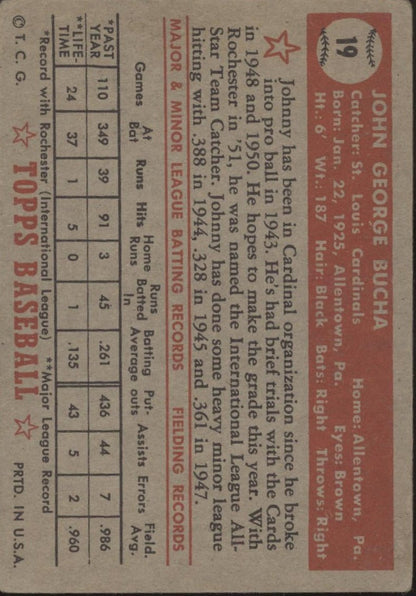 19
JOHN GEORGE BUCHA
Catcher: St. Louis Cardinals Home: Allentown, Pa.
Born: Jan. 22, 1925, Allentown, Pa. Eyes: Brown
Ht.: 6' Wt.: 187 Hair: Black Bats: Right Throws: Right
Johnny has been in Cardinal organization since he broke
into pro ball in 1943. He's had brief trials with the Cards
in 1948 and 1950. He hopes to make the grade this year. With
Rochester in '51, he was named the International League All-
Star Team Catcher. Johnny has done some heavy minor league
hitting with .388 in 1944, .328 in 1945 and .361 in 1947.
MAJOR & MINOR LEAGUE BATTING RECORDS FIELDING RECORDS
Games At Bat Runs Hits Home Runs Runs Batted In Batting Average Put-outs Assists Errors Field. Avg.
*PAST YEAR 110 349 39 91 3 45 .261 436 44 7 .986
**LIFE-TIME 24 37 1 5 0 1 .135 43 5 2 .960
*Record with Rochester (International League) **Major League Record
© T. C. G. TOPPS BASEBALL PRTD. IN U.S.A.